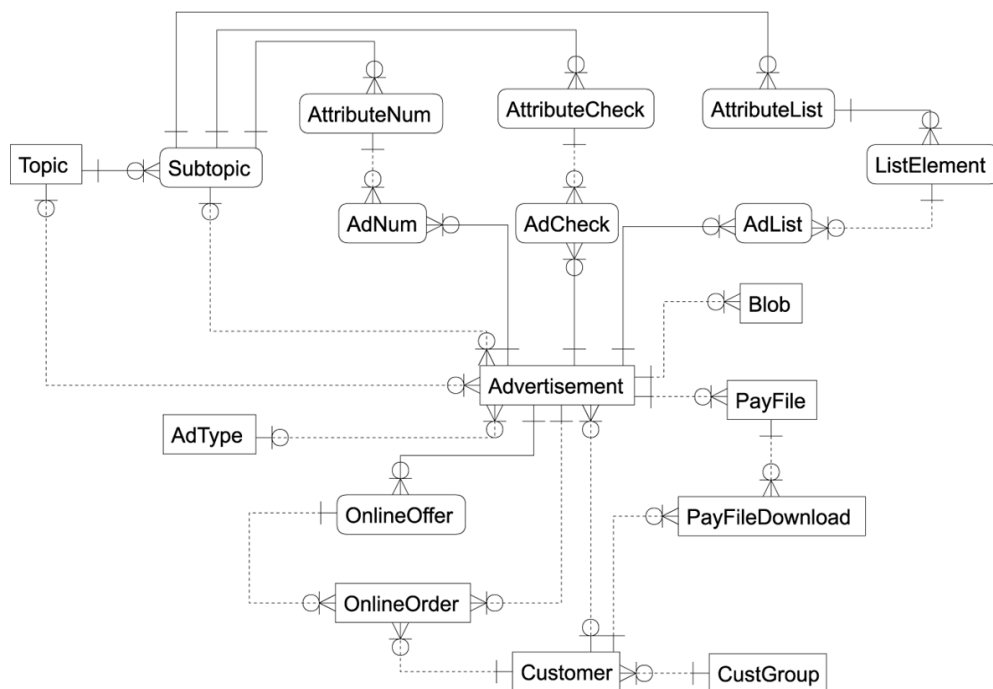 AttributeNum
AttributeCheck
AttributeList
Topic
Subtopic
ListElement
AdNum
AdCheck
AdList
Blob
Advertisement
PayFile
AdType
OnlineOffer
PayFileDownload
OnlineOrder
Customer
CustGroup